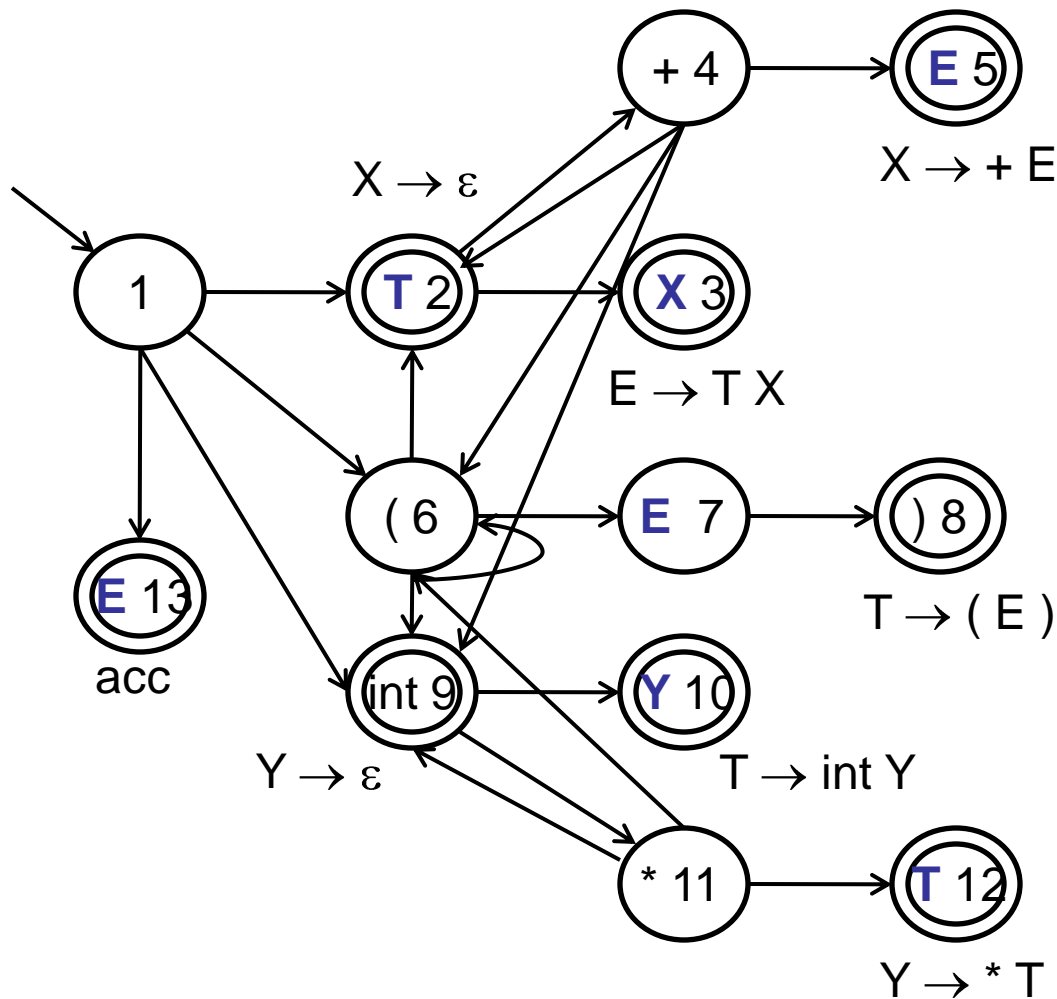 + 4
E 5
X → ε
X → + E
1
T 2
X 3
E → T X
( 6
E 7
) 8
E 13
T → ( E )
acc
int 9
Y 10
Y → ε
T → int Y
* 11
T 12
Y → * T